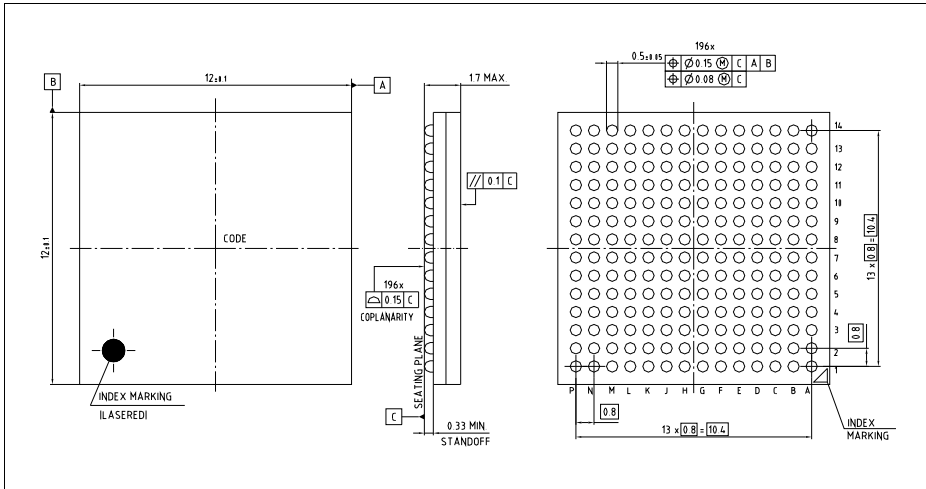 B
12±0.1
A
12±0.1
CODE
INDEX MARKING
(LASERED)
1.7 MAX.
// 0.1 C
196x
0.15 C
COPLANARITY
SEATING PLANE
C
0.33 MIN.
STANDOFF
196x
0.5±0.05
⌖ Ø 0.15 Ⓜ C A B
⌖ Ø 0.08 Ⓜ C
14
13
12
11
10
9
8
7
6
5
4
3
2
1
13 x 0.8 = 10.4
0.8
P N M L K J H G F E D C B A
0.8
13 x 0.8 = 10.4
INDEX
MARKING